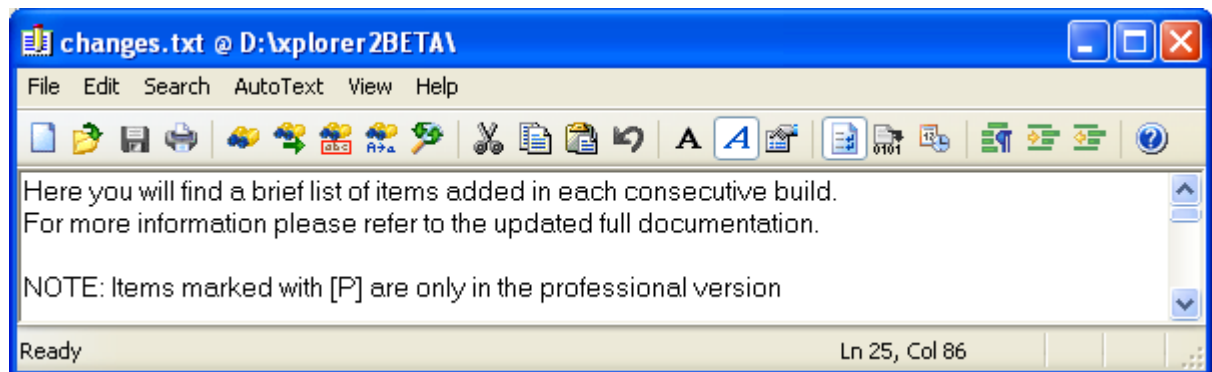 changes.txt @ D:\xplorer2BETA\
File Edit Search AutoText View Help
Here you will find a brief list of items added in each consecutive build.
For more information please refer to the updated full documentation.
NOTE: Items marked with [P] are only in the professional version
Ready Ln 25, Col 86